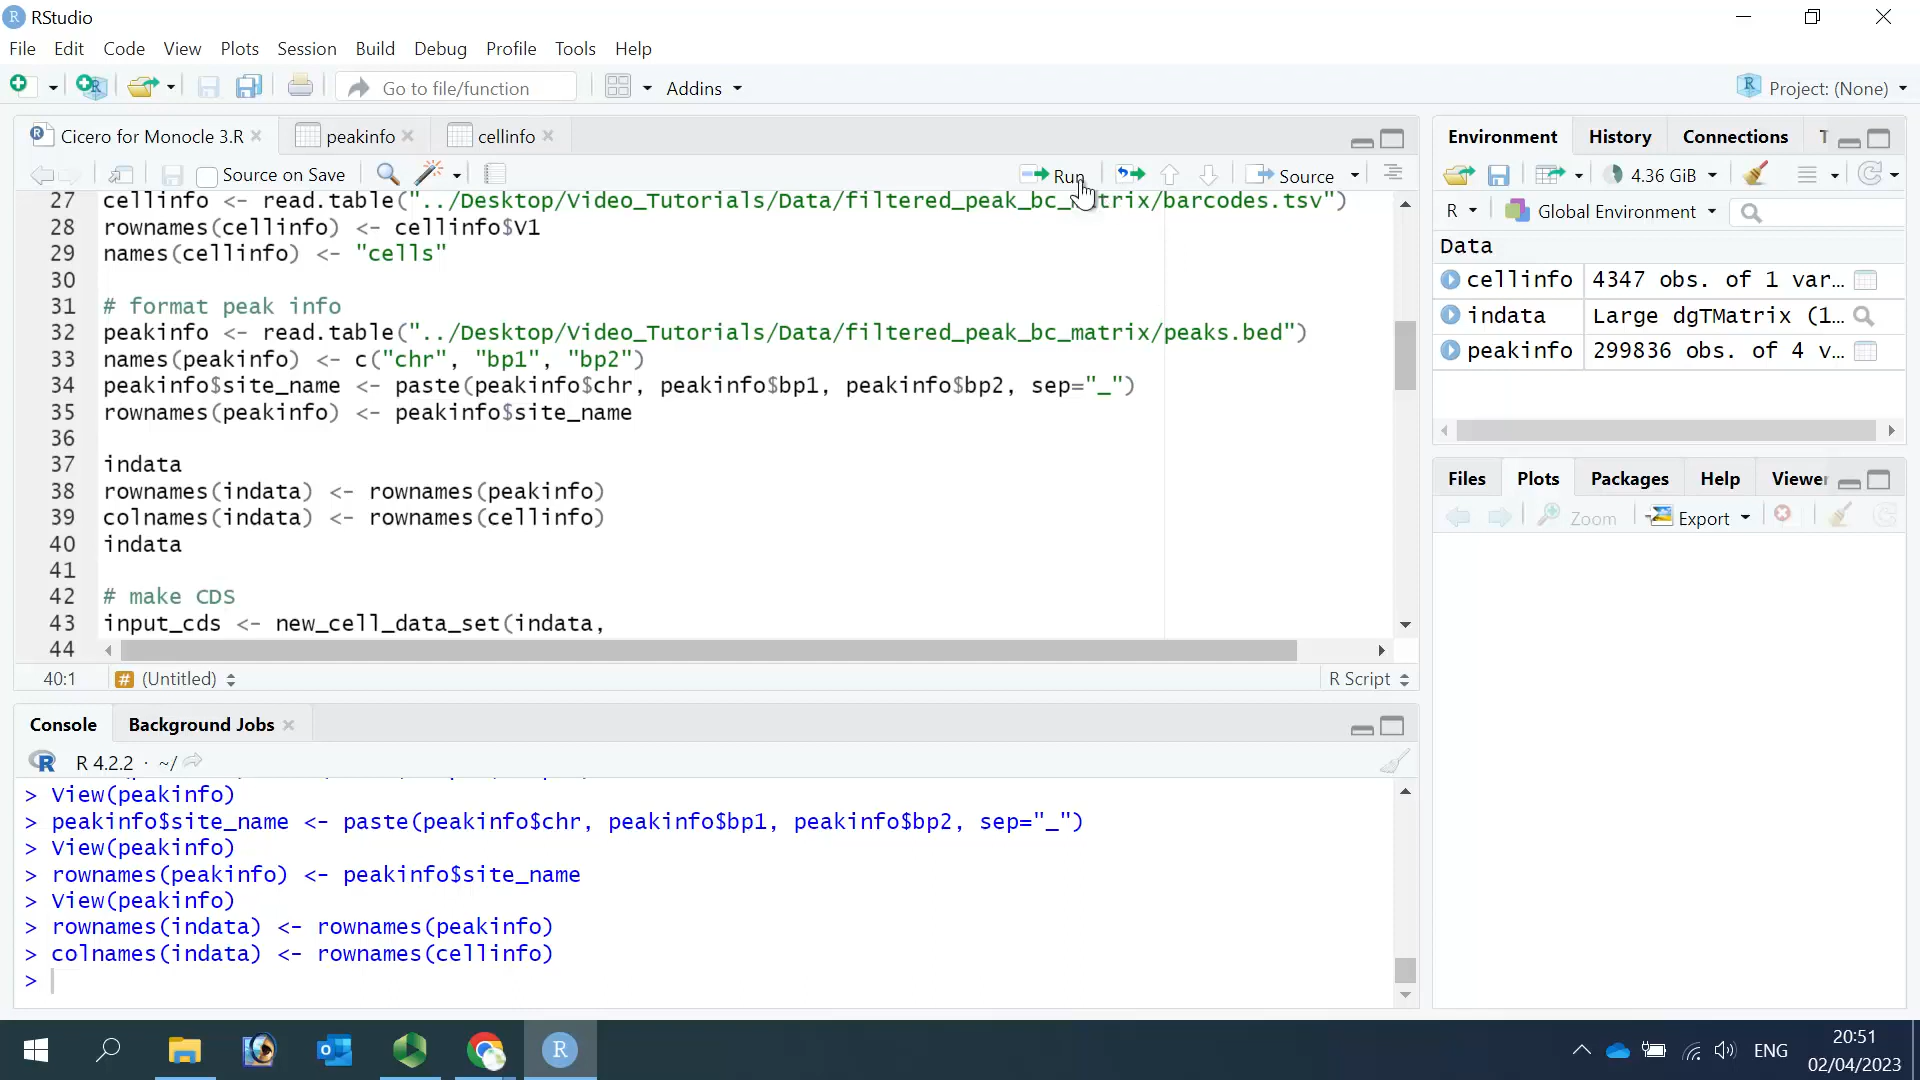 RStudio
File Edit Code View Plots Session Build Debug Profile Tools Help
Go to file/function Addins Project: (None)
Cicero for Monocle 3.R peakinfo cellinfo
Source on Save Run Source
27 cellinfo <- read.table("../Desktop/Video_Tutorials/Data/filtered_peak_bc_matrix/barcodes.tsv")
28 rownames(cellinfo) <- cellinfo$V1
29 names(cellinfo) <- "cells"
30
31 # format peak info
32 peakinfo <- read.table("../Desktop/Video_Tutorials/Data/filtered_peak_bc_matrix/peaks.bed")
33 names(peakinfo) <- c("chr", "bp1", "bp2")
34 peakinfo$site_name <- paste(peakinfo$chr, peakinfo$bp1, peakinfo$bp2, sep="_")
35 rownames(peakinfo) <- peakinfo$site_name
36
37 indata
38 rownames(indata) <- rownames(peakinfo)
39 colnames(indata) <- rownames(cellinfo)
40 indata
41
42 # make CDS
43 input_cds <- new_cell_data_set(indata,
44
40:1 # (Untitled) R Script
Console Background Jobs
R R 4.2.2 · ~/
> View(peakinfo)
> peakinfo$site_name <- paste(peakinfo$chr, peakinfo$bp1, peakinfo$bp2, sep="_")
> View(peakinfo)
> rownames(peakinfo) <- peakinfo$site_name
> View(peakinfo)
> rownames(indata) <- rownames(peakinfo)
> colnames(indata) <- rownames(cellinfo)
>
Environment History Connections T
4.36 GiB
R Global Environment
Data
cellinfo 4347 obs. of 1 var…
indata Large dgTMatrix (1…
peakinfo 299836 obs. of 4 v…
Files Plots Packages Help Viewer
Zoom Export
ENG
20:51
02/04/2023